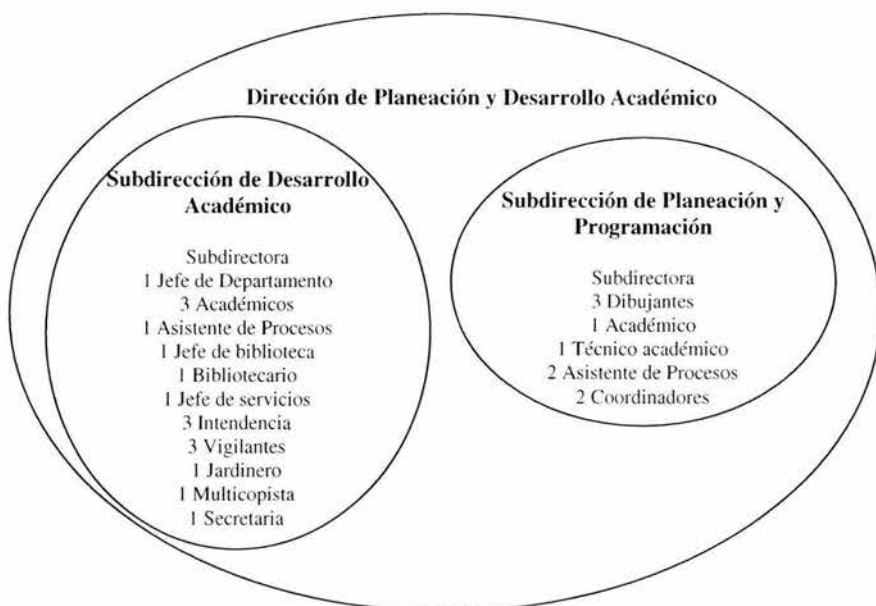 Dirección de Planeación y Desarrollo Académico
Subdirección de Desarrollo
Académico
Subdirectora
1 Jefe de Departamento
3 Académicos
1 Asistente de Procesos
1 Jefe de biblioteca
1 Bibliotecario
1 Jefe de servicios
3 Intendencia
3 Vigilantes
1 Jardinero
1 Multicopista
1 Secretaria
Subdirección de Planeación y
Programación
Subdirectora
3 Dibujantes
1 Académico
1 Técnico académico
2 Asistente de Procesos
2 Coordinadores